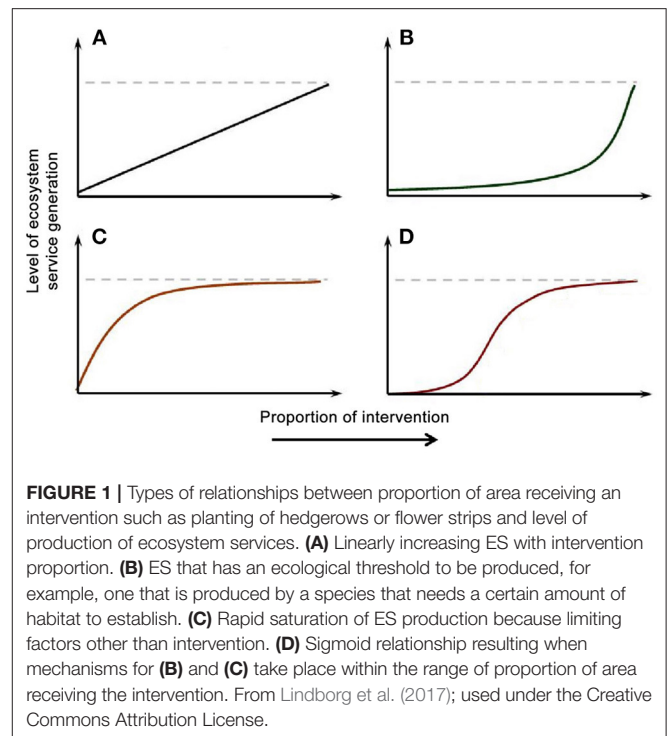 A
B
Level of ecosystem
service generation
C
D
Proportion of intervention
FIGURE 1 | Types of relationships between proportion of area receiving an
intervention such as planting of hedgerows or flower strips and level of
production of ecosystem services. (A) Linearly increasing ES with intervention
proportion. (B) ES that has an ecological threshold to be produced, for
example, one that is produced by a species that needs a certain amount of
habitat to establish. (C) Rapid saturation of ES production because limiting
factors other than intervention. (D) Sigmoid relationship resulting when
mechanisms for (B) and (C) take place within the range of proportion of area
receiving the intervention. From Lindborg et al. (2017); used under the Creative
Commons Attribution License.